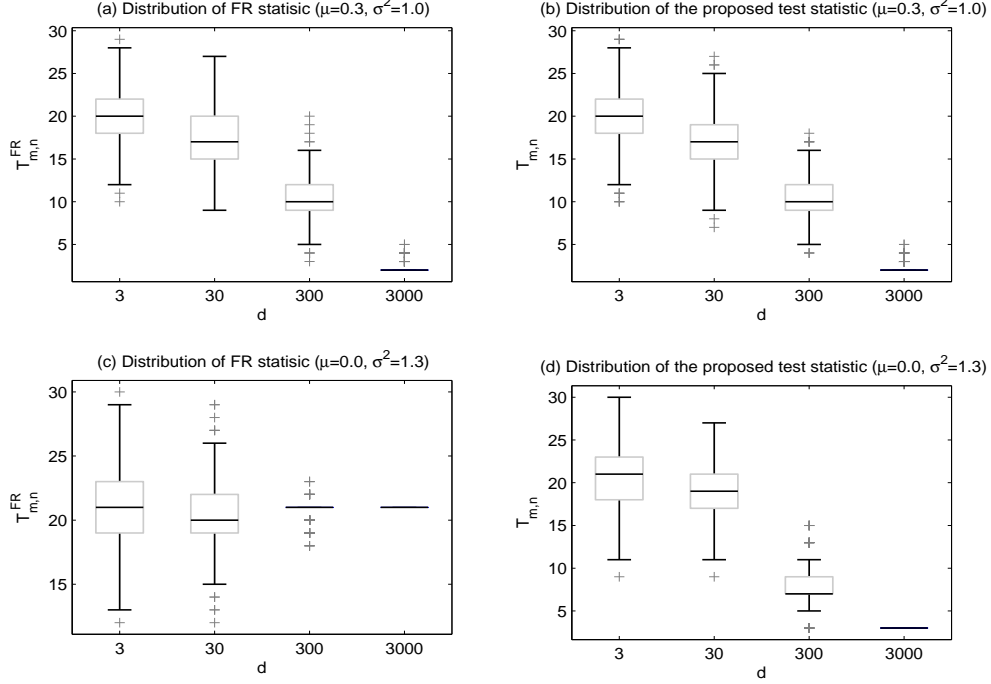 (a) Distribution of FR statisic (μ=0.3, σ²=1.0)
30
25
20
15
10
5
T^FR_m,n
3 30 300 3000
d
(b) Distribution of the proposed test statistic (μ=0.3, σ²=1.0)
30
25
20
15
10
5
T_m,n
3 30 300 3000
d
(c) Distribution of FR statisic (μ=0.0, σ²=1.3)
30
25
20
15
T^FR_m,n
3 30 300 3000
d
(d) Distribution of the proposed test statistic (μ=0.0, σ²=1.3)
30
25
20
15
10
5
T_m,n
3 30 300 3000
d